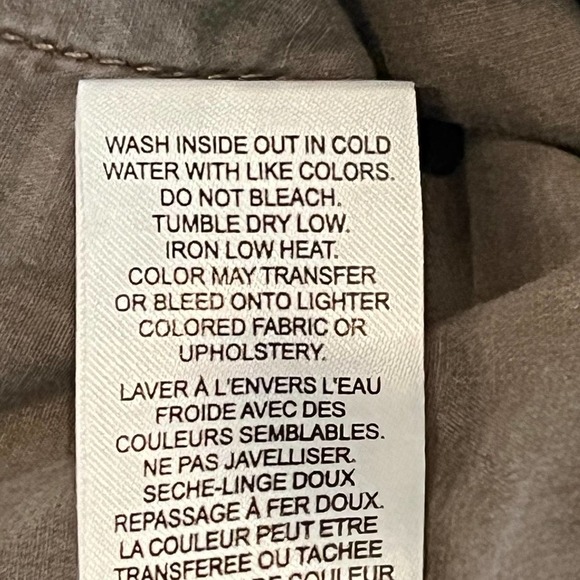 WASH INSIDE OUT IN COLD
WATER WITH LIKE COLORS.
DO NOT BLEACH.
TUMBLE DRY LOW.
IRON LOW HEAT.
COLOR MAY TRANSFER
OR BLEED ONTO LIGHTER
COLORED FABRIC OR
UPHOLSTERY.
LAVER À L'ENVERS L'EAU
FROIDE AVEC DES
COULEURS SEMBLABLES.
NE PAS JAVELLISER.
SECHE-LINGE DOUX
REPASSAGE À FER DOUX.
LA COULEUR PEUT ETRE
TRANSFEREE OU TACHEE
DE COULEUR